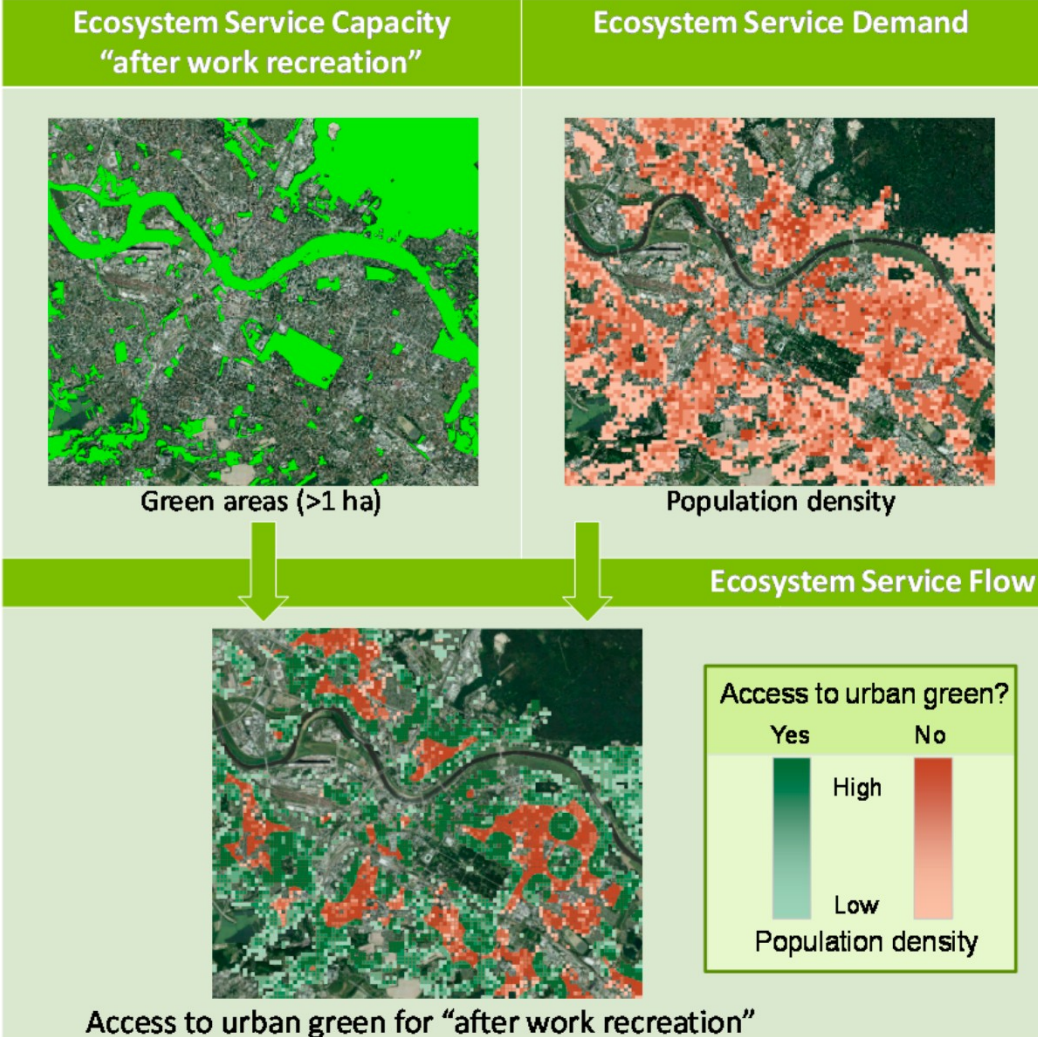 Ecosystem Service Capacity
“after work recreation”
Ecosystem Service Demand
Green areas (>1 ha)
Population density
Ecosystem Service Flow
Access to urban green?
Yes
No
High
Low
Population density
Access to urban green for “after work recreation”